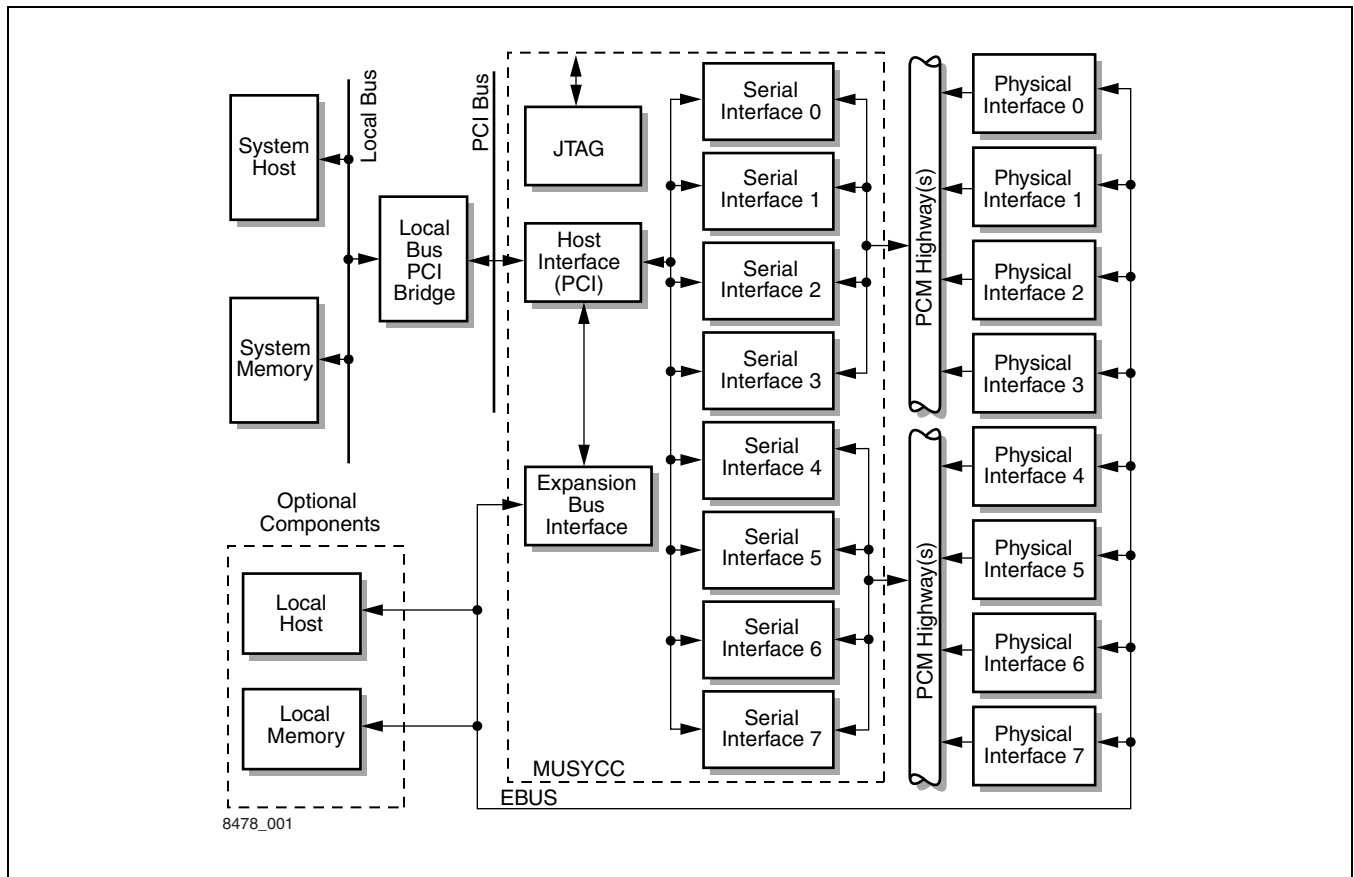 System
Host
System
Memory
Local Bus
Local
Bus
PCI
Bridge
PCI Bus
JTAG
Host
Interface
(PCI)
Expansion
Bus
Interface
Serial
Interface 0
Serial
Interface 1
Serial
Interface 2
Serial
Interface 3
Serial
Interface 4
Serial
Interface 5
Serial
Interface 6
Serial
Interface 7
PCM Highway(s)
PCM Highway(s)
Physical
Interface 0
Physical
Interface 1
Physical
Interface 2
Physical
Interface 3
Physical
Interface 4
Physical
Interface 5
Physical
Interface 6
Physical
Interface 7
Optional
Components
Local
Host
Local
Memory
MUSYCC
EBUS
8478_001